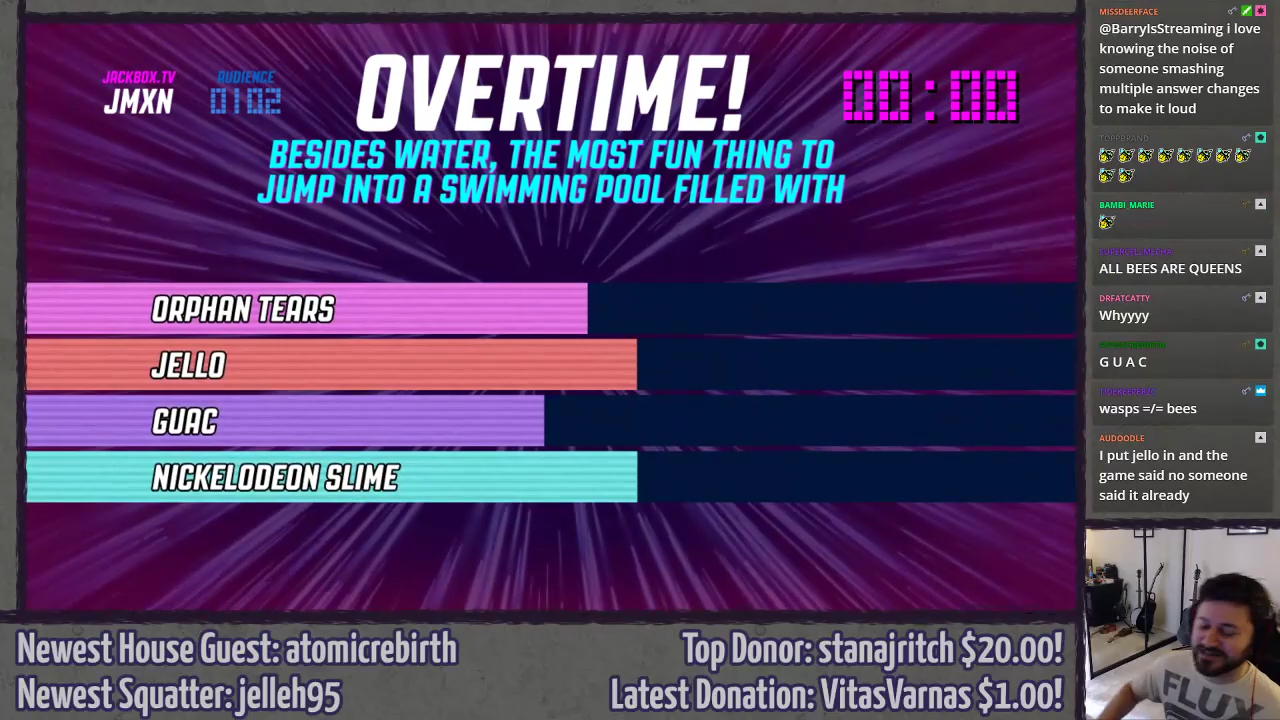 JACKBOX.TV
JMXN
AUDIENCE
0102
OVERTIME!
00:00
BESIDES WATER, THE MOST FUN THING TO
JUMP INTO A SWIMMING POOL FILLED WITH
ORPHAN TEARS
JELLO
GUAC
NICKELODEON SLIME
MISSDEERFACE
@BarryIsStreaming i love
knowing the noise of
someone smashing
multiple answer changes
to make it loud
TOPPBRAND
BAMBI_MARIE
ALL BEES ARE QUEENS
DRFATCATTY
Whyyyy
G U A C
wasps =/= bees
AUDOODLE
I put jello in and the
game said no someone
said it already
FLUX
Newest House Guest: atomicrebirth
Newest Squatter: jelleh95
Top Donor: stanajritch $20.00!
Latest Donation: VitasVarnas $1.00!